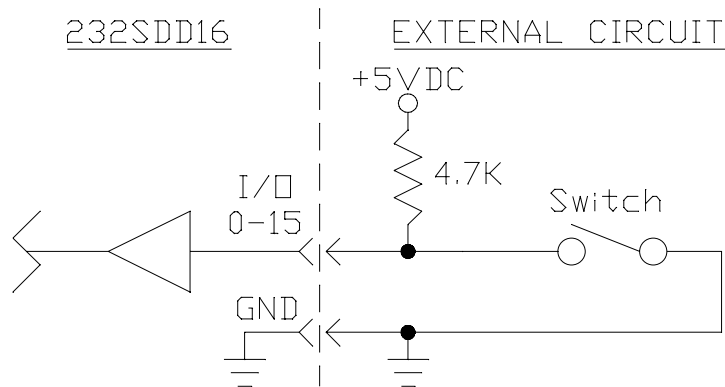 232SDD16
EXTERNAL CIRCUIT
+5VDC
4.7K
I/O
0-15
Switch
GND